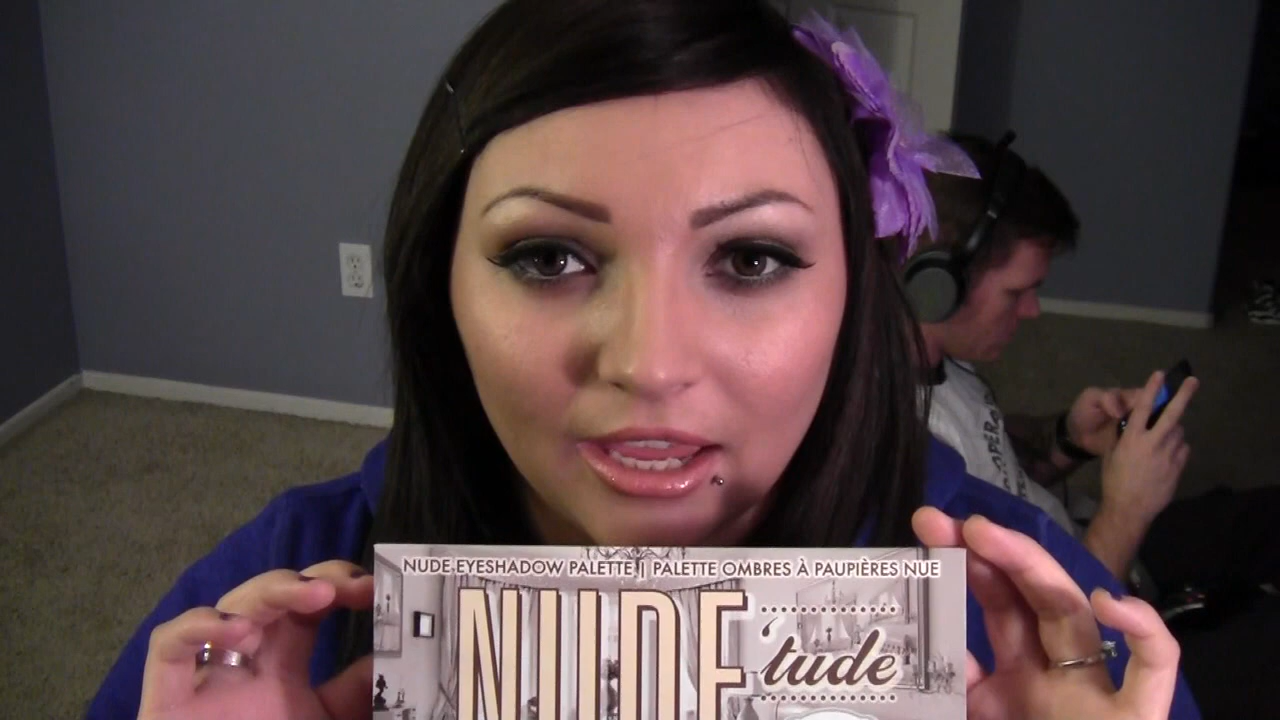 NUDE EYESHADOW PALETTE | PALETTE OMBRES À PAUPIÈRES NUE
NUDE
'tude